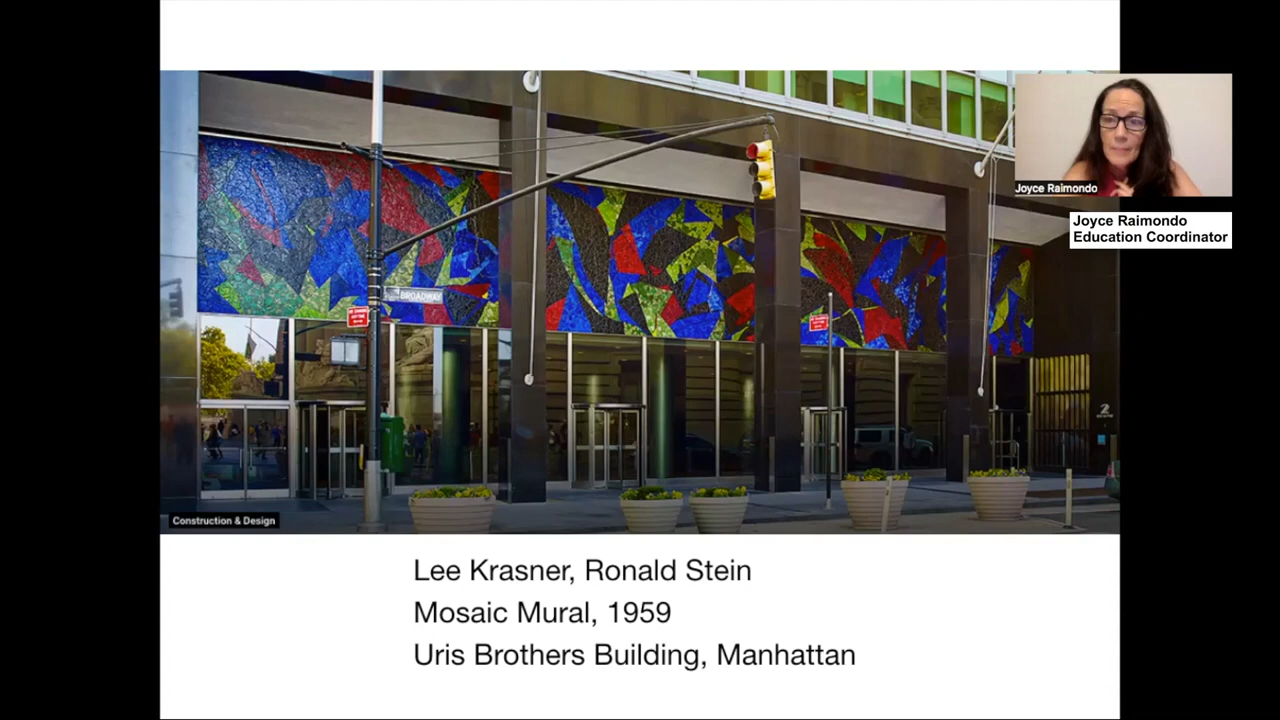 BROADWAY
Joyce Raimondo
Joyce Raimondo
Education Coordinator
2
Construction & Design
Lee Krasner, Ronald Stein
Mosaic Mural, 1959
Uris Brothers Building, Manhattan